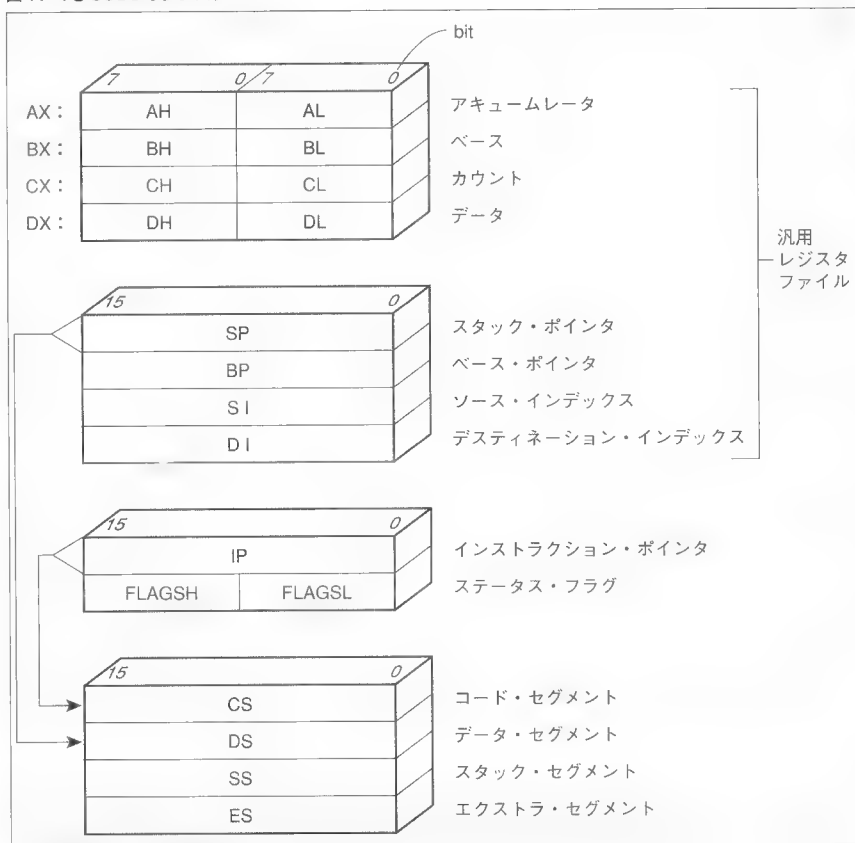 bit
7 0 7 0
AX: AH AL アキュームレータ
BX: BH BL ベース
CX: CH CL カウント
DX: DH DL データ
汎用
レジスタ
ファイル
15 0
SP スタック・ポインタ
BP ベース・ポインタ
SI ソース・インデックス
DI デスティネーション・インデックス
15 0
IP インストラクション・ポインタ
FLAGSH FLAGSL ステータス・フラグ
15 0
CS コード・セグメント
DS データ・セグメント
SS スタック・セグメント
ES エクストラ・セグメント